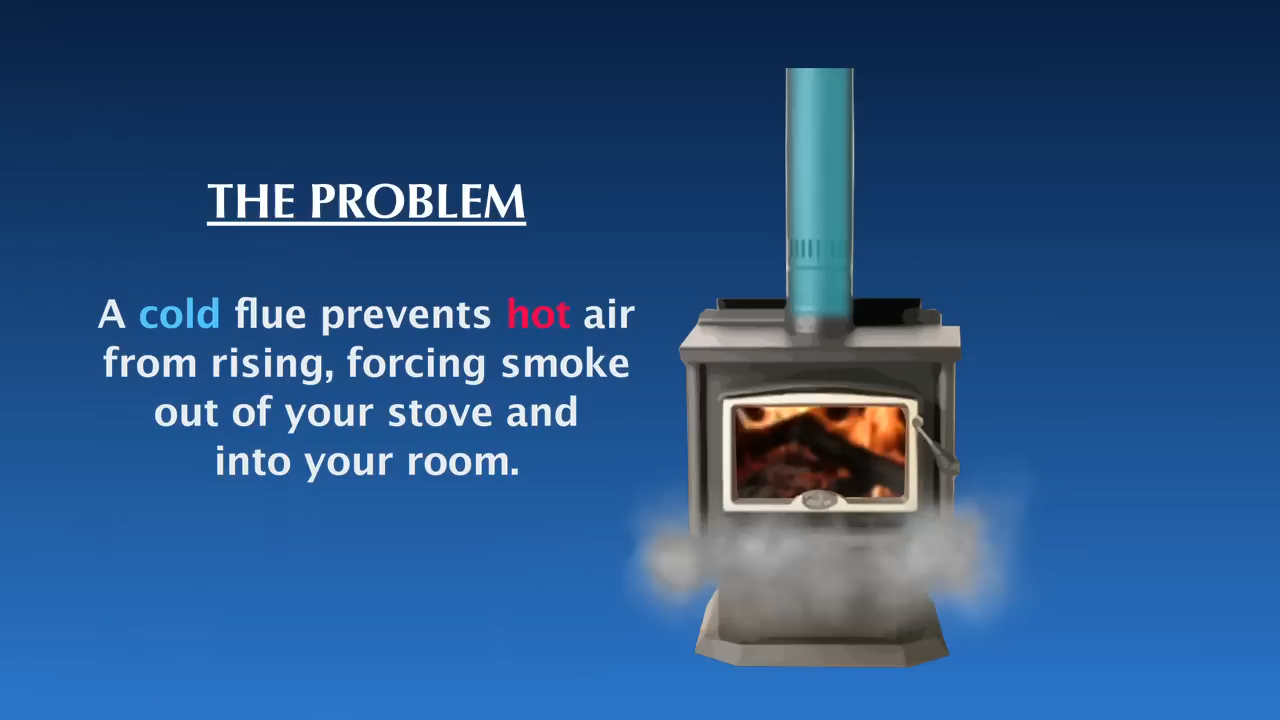 THE PROBLEM
A cold flue prevents hot air
from rising, forcing smoke
out of your stove and
into your room.